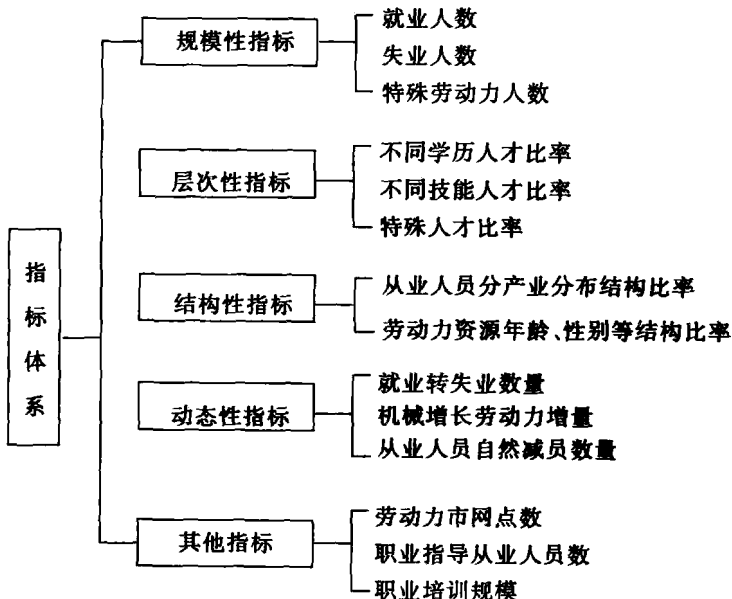 指标体系
规模性指标
就业人数
失业人数
特殊劳动力人数
层次性指标
不同学历人才比率
不同技能人才比率
特殊人才比率
结构性指标
从业人员分产业分布结构比率
劳动力资源年龄、性别等结构比率
动态性指标
就业转失业数量
机械增长劳动力增量
从业人员自然减员数量
其他指标
劳动力市网点数
职业指导从业人员数
职业培训规模